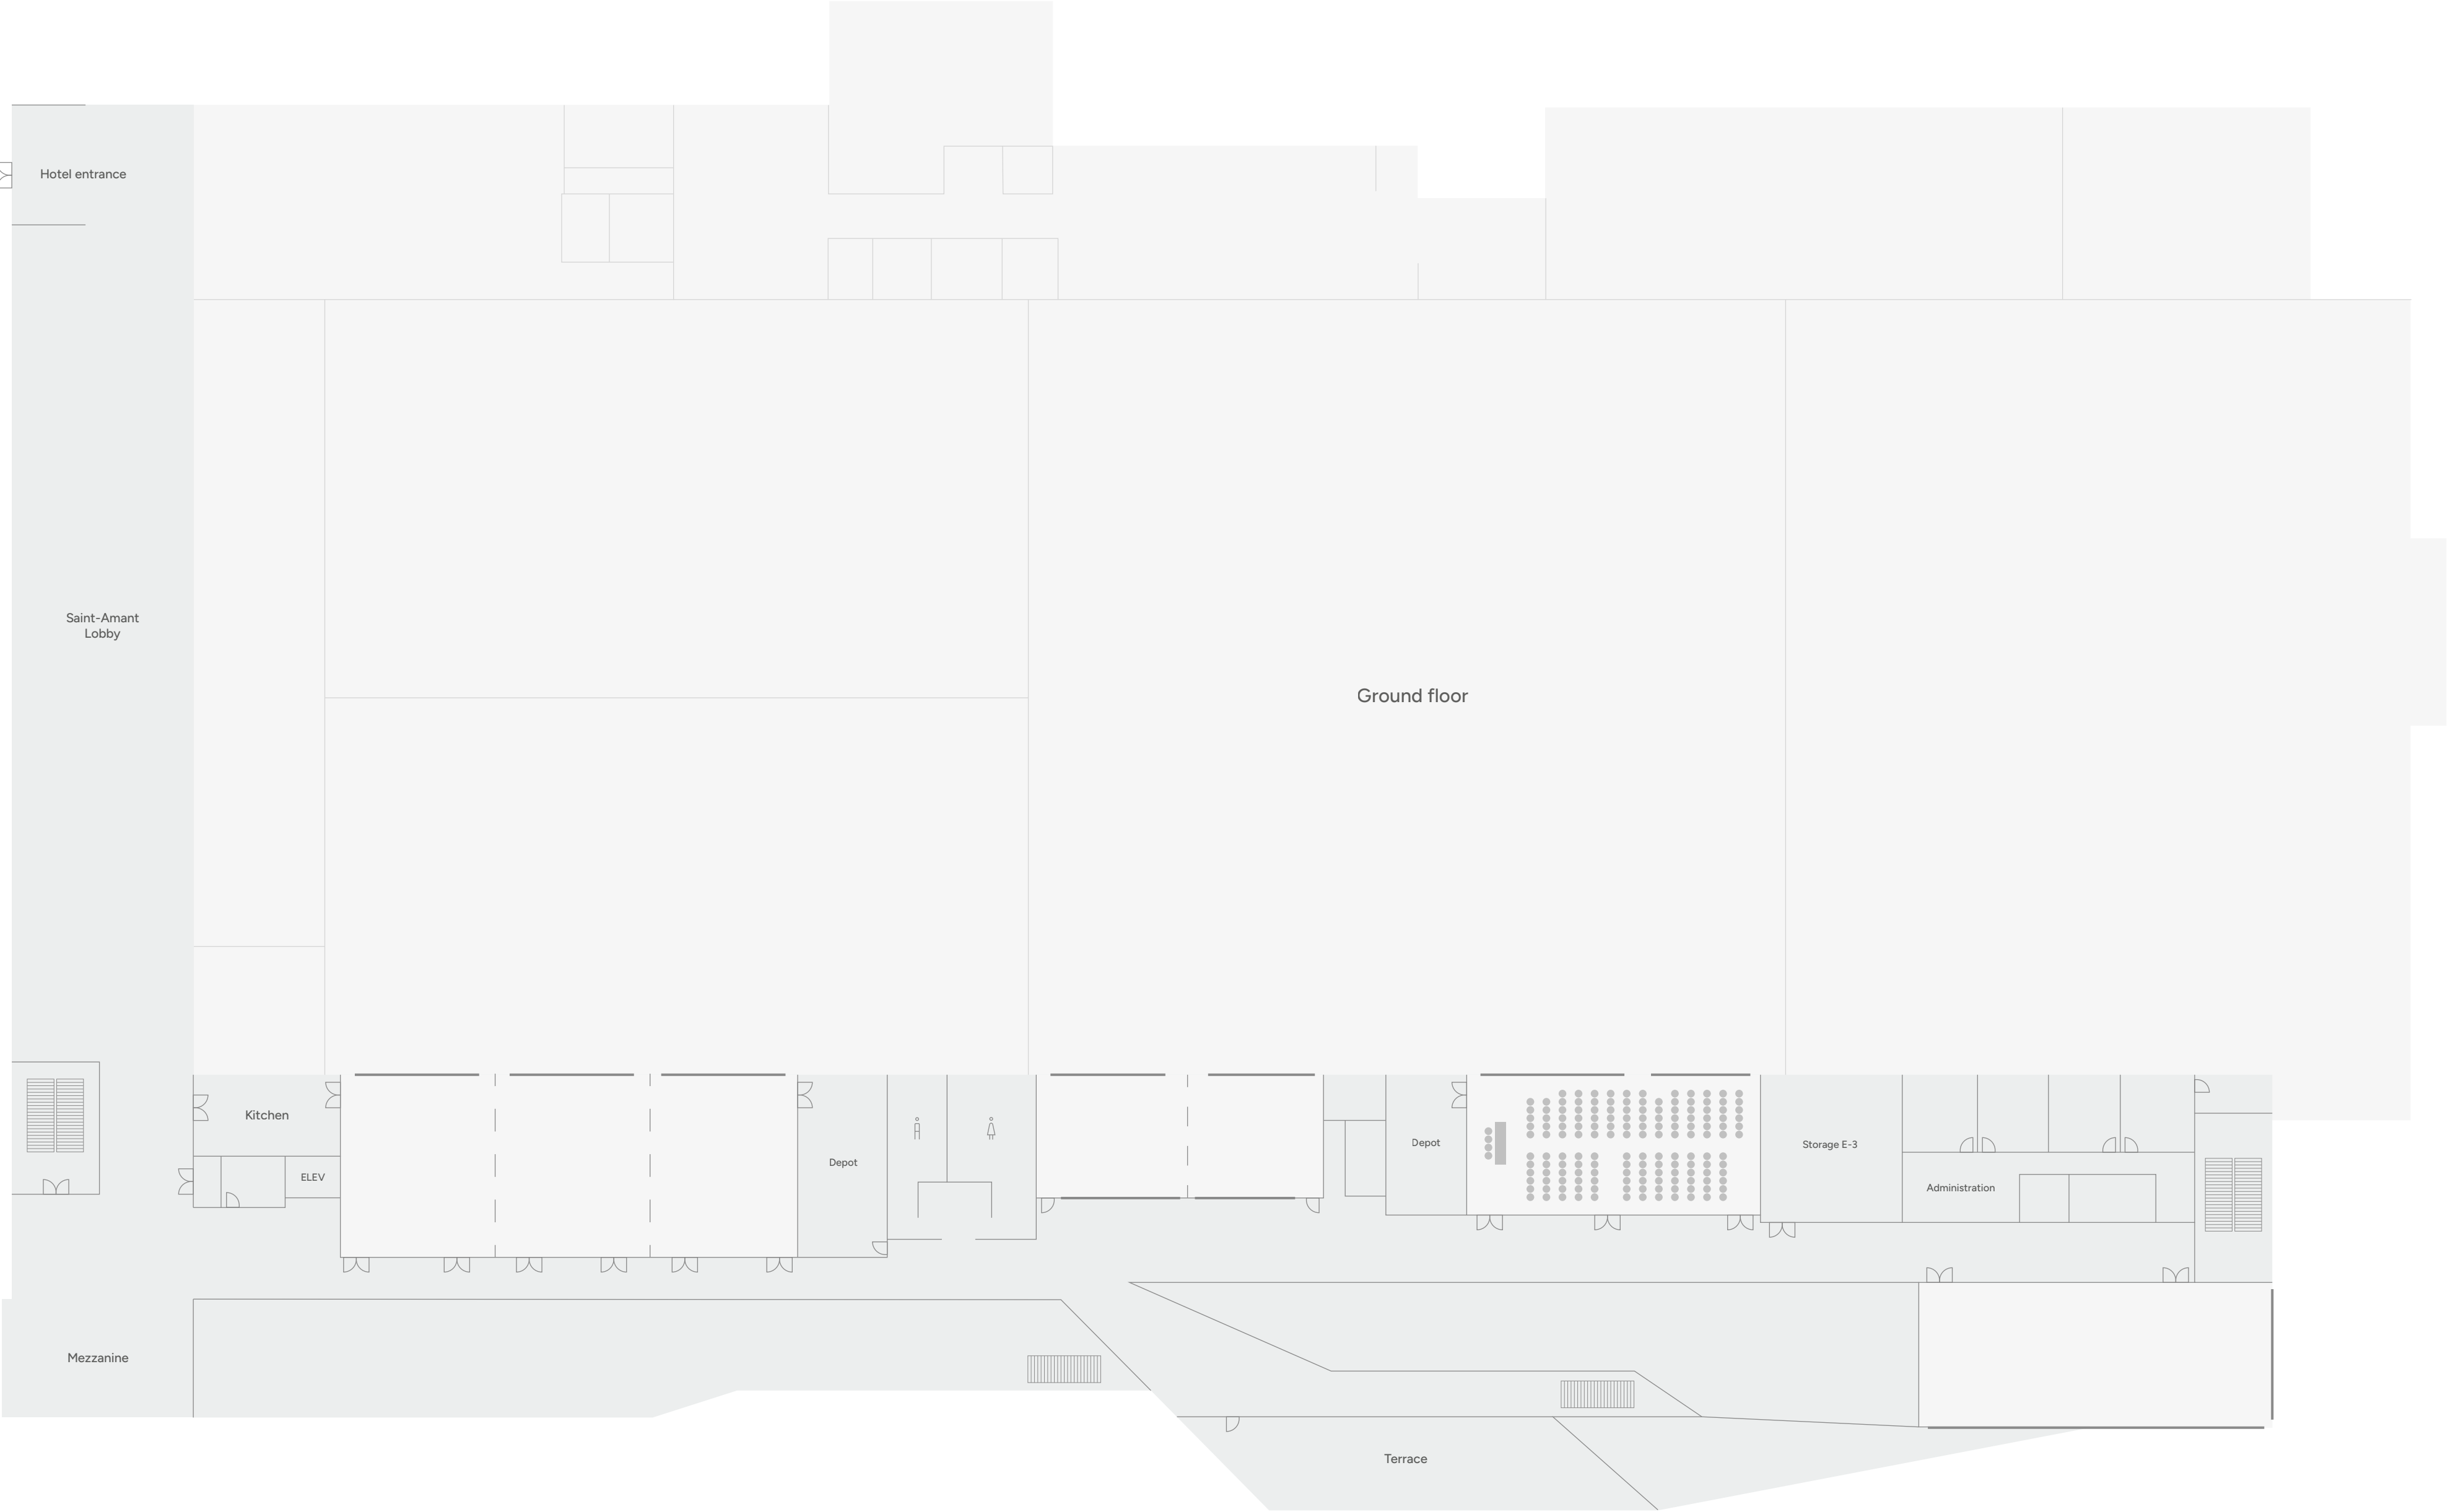 Hotel entrance
Saint-Amant
Lobby
Ground floor
Kitchen
ELEV
Depot
Depot
Storage E-3
Administration
Mezzanine
Terrace